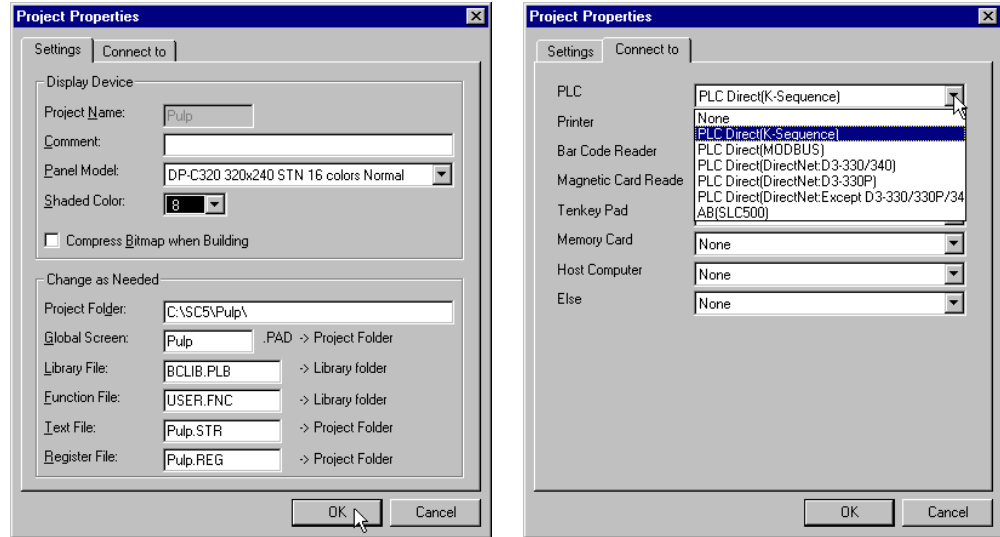 Project Properties
Settings
Connect to
Display Device
Project Name:
Pulp
Comment:
Panel Model:
DP-C320 320x240 STN 16 colors Normal
Shaded Color:
8
Compress Bitmap when Building
Change as Needed
Project Folder:
C:\SC5\Pulp\
Global Screen:
Pulp
.PAD -> Project Folder
Library File:
BCLIB.PLB
-> Library folder
Function File:
USER.FNC
-> Library folder
Text File:
Pulp.STR
-> Project Folder
Register File:
Pulp.REG
-> Project Folder
OK
Cancel
Project Properties
Settings
Connect to
PLC
PLC Direct(K-Sequence)
None
PLC Direct(K-Sequence)
PLC Direct(MODBUS)
PLC Direct(DirectNet:D3-330/340)
PLC Direct(DirectNet:D3-330P)
PLC Direct(DirectNet:Except D3-330/330P/34
AB(SLC500)
Printer
Bar Code Reader
Magnetic Card Reade
Tenkey Pad
Memory Card
None
Host Computer
None
Else
None
OK
Cancel